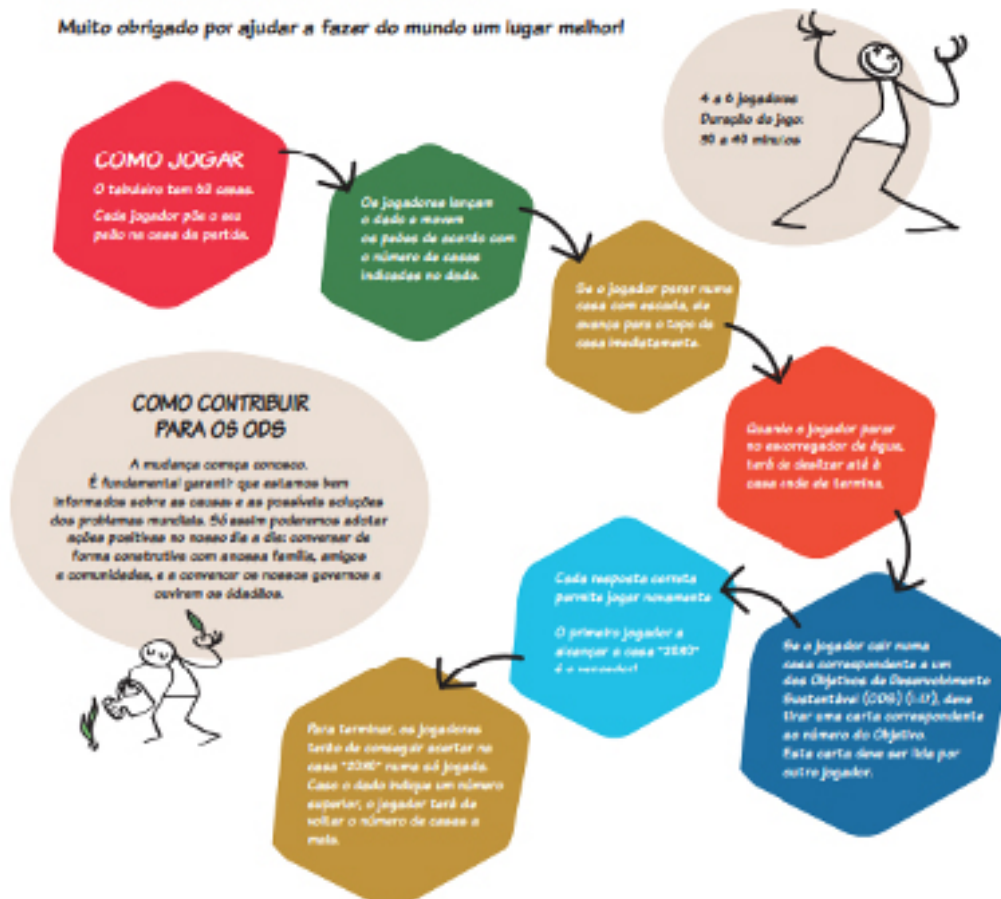 Muito obrigado por ajudar a fazer do mundo um lugar melhor!
4 a 6 jogadores
Duração do jogo:
30 a 40 minutos
COMO JOGAR
O tabuleiro tem 63 casas.
Cada jogador põe o seu
peão na casa da partida.
Os jogadores lançam
o dado e movem
os peões de acordo com
o número de casas
indicadas no dado.
Se o jogador parar numa
casa com escada, ele
avança para o topo da
casa imediatamente.
Quando o jogador parar
no escorregador de água,
terá de deslizar até à
casa onde ele termina.
Se o jogador cair numa
casa correspondente a um
dos Objetivos de Desenvolvimento
Sustentável (ODS) (1-17), deve
tirar uma carta correspondente
ao número do Objetivo.
Esta carta deve ser lida por
outro jogador.
Cada resposta correta
permite jogar novamente
O primeiro jogador a
alcançar a casa "2030"
é o vencedor!
Para terminar, os jogadores
terão de conseguir acertar na
casa "2030" numa só jogada.
Caso o dado indique um número
superior, o jogador terá de
voltar o número de casas a
mais.
COMO CONTRIBUIR
PARA OS ODS
A mudança começa conosco.
É fundamental garantir que estamos bem
informados sobre as causas e as possíveis soluções
dos problemas mundiais. Só assim poderemos adotar
ações positivas no nosso dia a dia: conversar de
forma construtiva com a nossa família, amigos
e comunidades, e a convencer os nossos governos a
ouvirem os cidadãos.